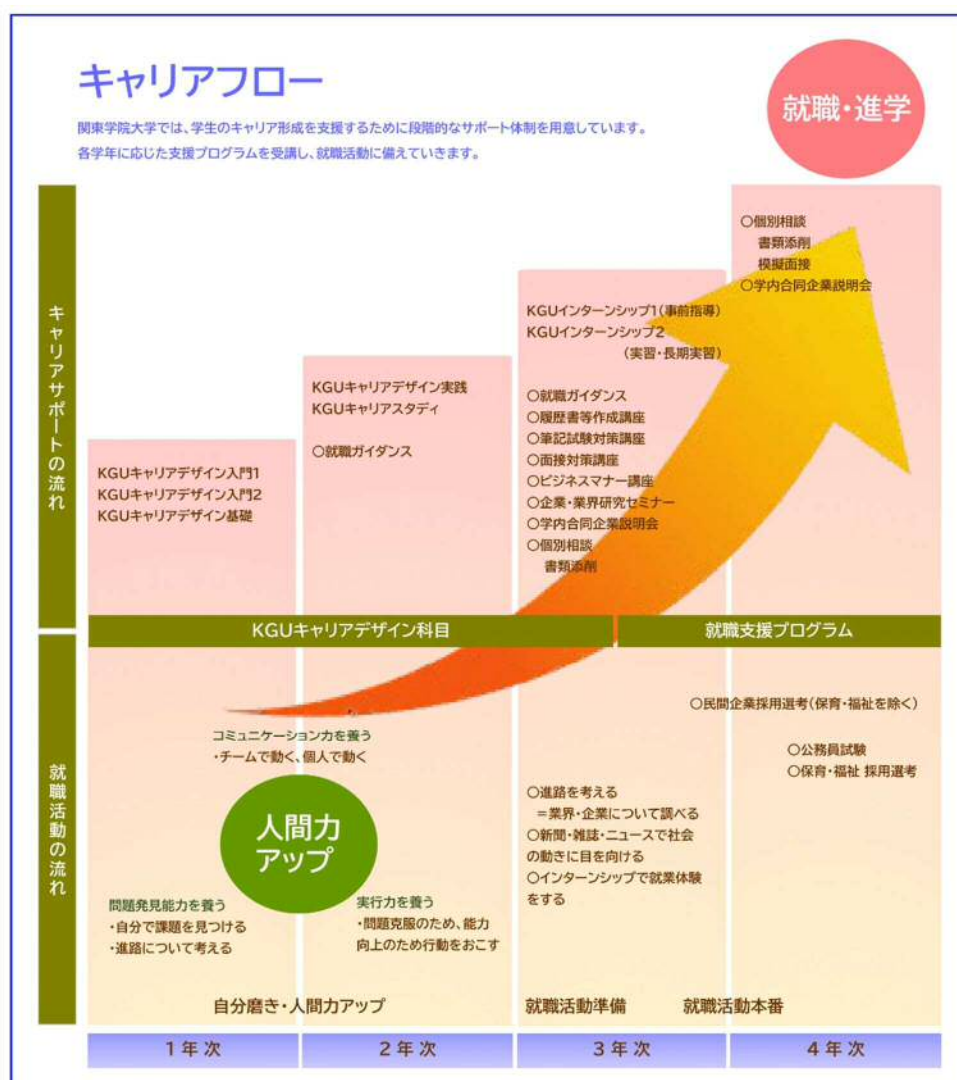 キャリアフロー
就職・進学
関東学院大学では、学生のキャリア形成を支援するために段階的なサポート体制を用意しています。
各学年に応じた支援プログラムを受講し、就職活動に備えていきます。
キャリアサポートの流れ
KGUキャリアデザイン入門1
KGUキャリアデザイン入門2
KGUキャリアデザイン基礎
KGUキャリアデザイン実践
KGUキャリアスタディ
○就職ガイダンス
KGUインターンシップ1(事前指導)
KGUインターンシップ2
(実習・長期実習)
○就職ガイダンス
○履歴書等作成講座
○筆記試験対策講座
○面接対策講座
○ビジネスマナー講座
○企業・業界研究セミナー
○学内合同企業説明会
○個別相談
書類添削
○個別相談
書類添削
模擬面接
○学内合同企業説明会
KGUキャリアデザイン科目
就職支援プログラム
就職活動の流れ
コミュニケーション力を養う
・チームで動く、個人で動く
人間力
アップ
問題発見能力を養う
・自分で課題を見つける
・進路について考える
実行力を養う
・問題克服のため、能力
向上のため行動をおこす
○進路を考える
＝業界・企業について調べる
○新聞・雑誌・ニュースで社会
の動きに目を向ける
○インターンシップで就業体験
をする
○民間企業採用選考(保育・福祉を除く)
○公務員試験
○保育・福祉 採用選考
自分磨き・人間力アップ
就職活動準備
就職活動本番
1年次
2年次
3年次
4年次